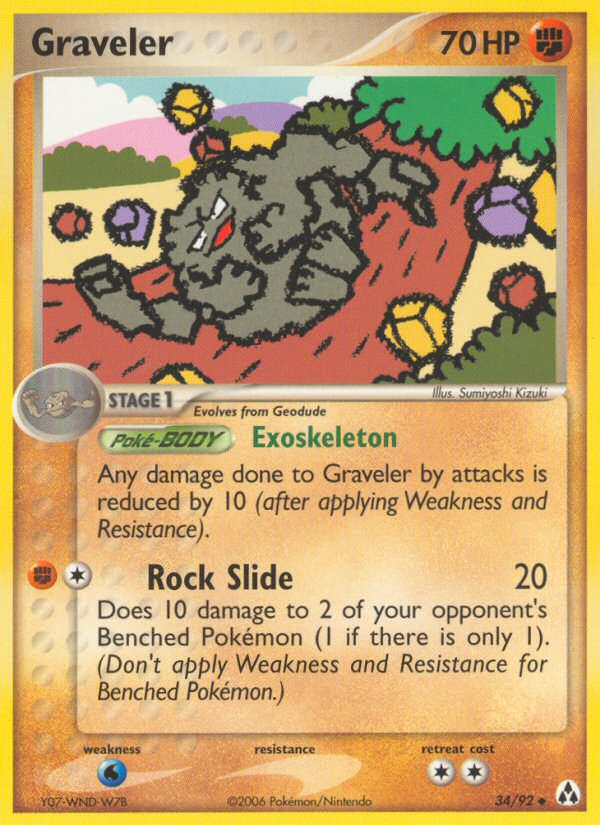 Graveler 70 HP
Illus. Sumiyoshi Kizuki
STAGE 1
Evolves from Geodude
Poké-BODY Exoskeleton
Any damage done to Graveler by attacks is
reduced by 10 (after applying Weakness and
Resistance).
Rock Slide 20
Does 10 damage to 2 of your opponent's
Benched Pokémon (1 if there is only 1).
(Don't apply Weakness and Resistance for
Benched Pokémon.)
weakness resistance retreat cost
Y07-WND-W7B ©2006 Pokémon/Nintendo 34/92